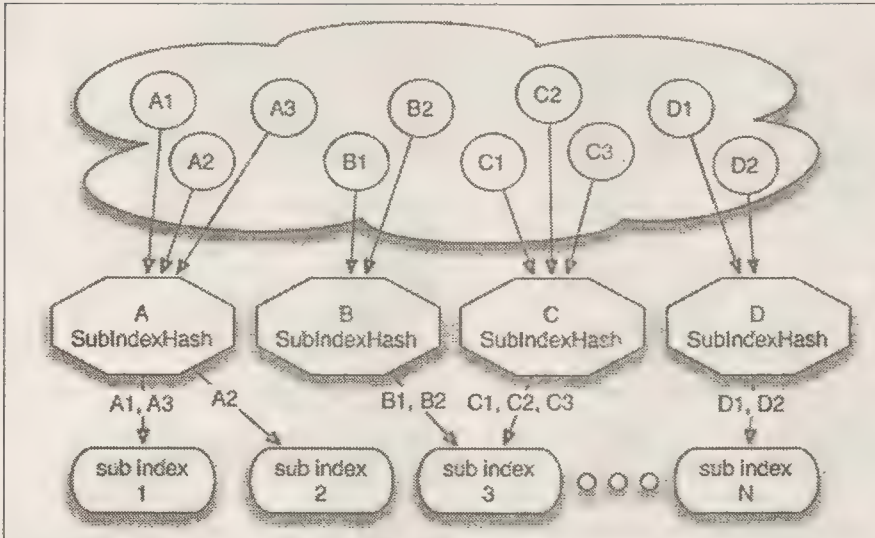 A1
A3
B2
C2
D1
A2
B1
C1
C3
D2
A
SubIndexHash
B
SubIndexHash
C
SubIndexHash
D
SubIndexHash
A1, A3
A2
B1, B2
C1, C2, C3
D1, D2
sub index
1
sub index
2
sub index
3
sub index
N